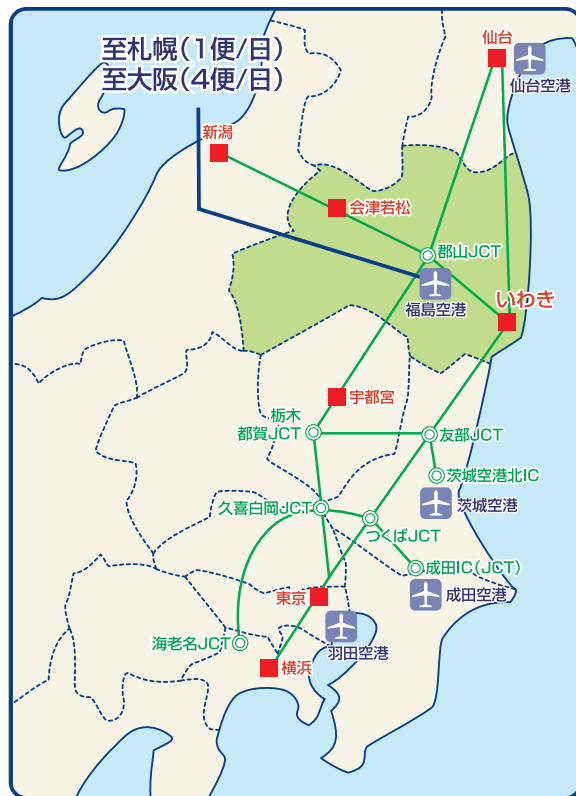 至札幌(1便/日)
至大阪(4便/日)
仙台
仙台空港
新潟
会津若松
郡山JCT
福島空港
いわき
宇都宮
栃木
都賀JCT
友部JCT
茨城空港北IC
茨城空港
久喜白岡JCT
つくばJCT
成田IC(JCT)
成田空港
東京
羽田空港
海老名JCT
横浜